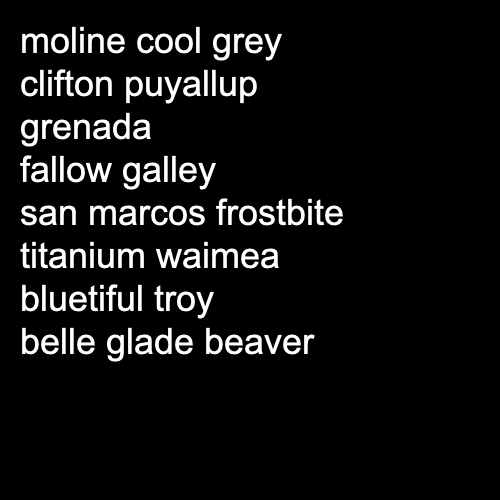 moline cool grey
clifton puyallup
grenada
fallow galley
san marcos frostbite
titanium waimea
bluetiful troy
belle glade beaver